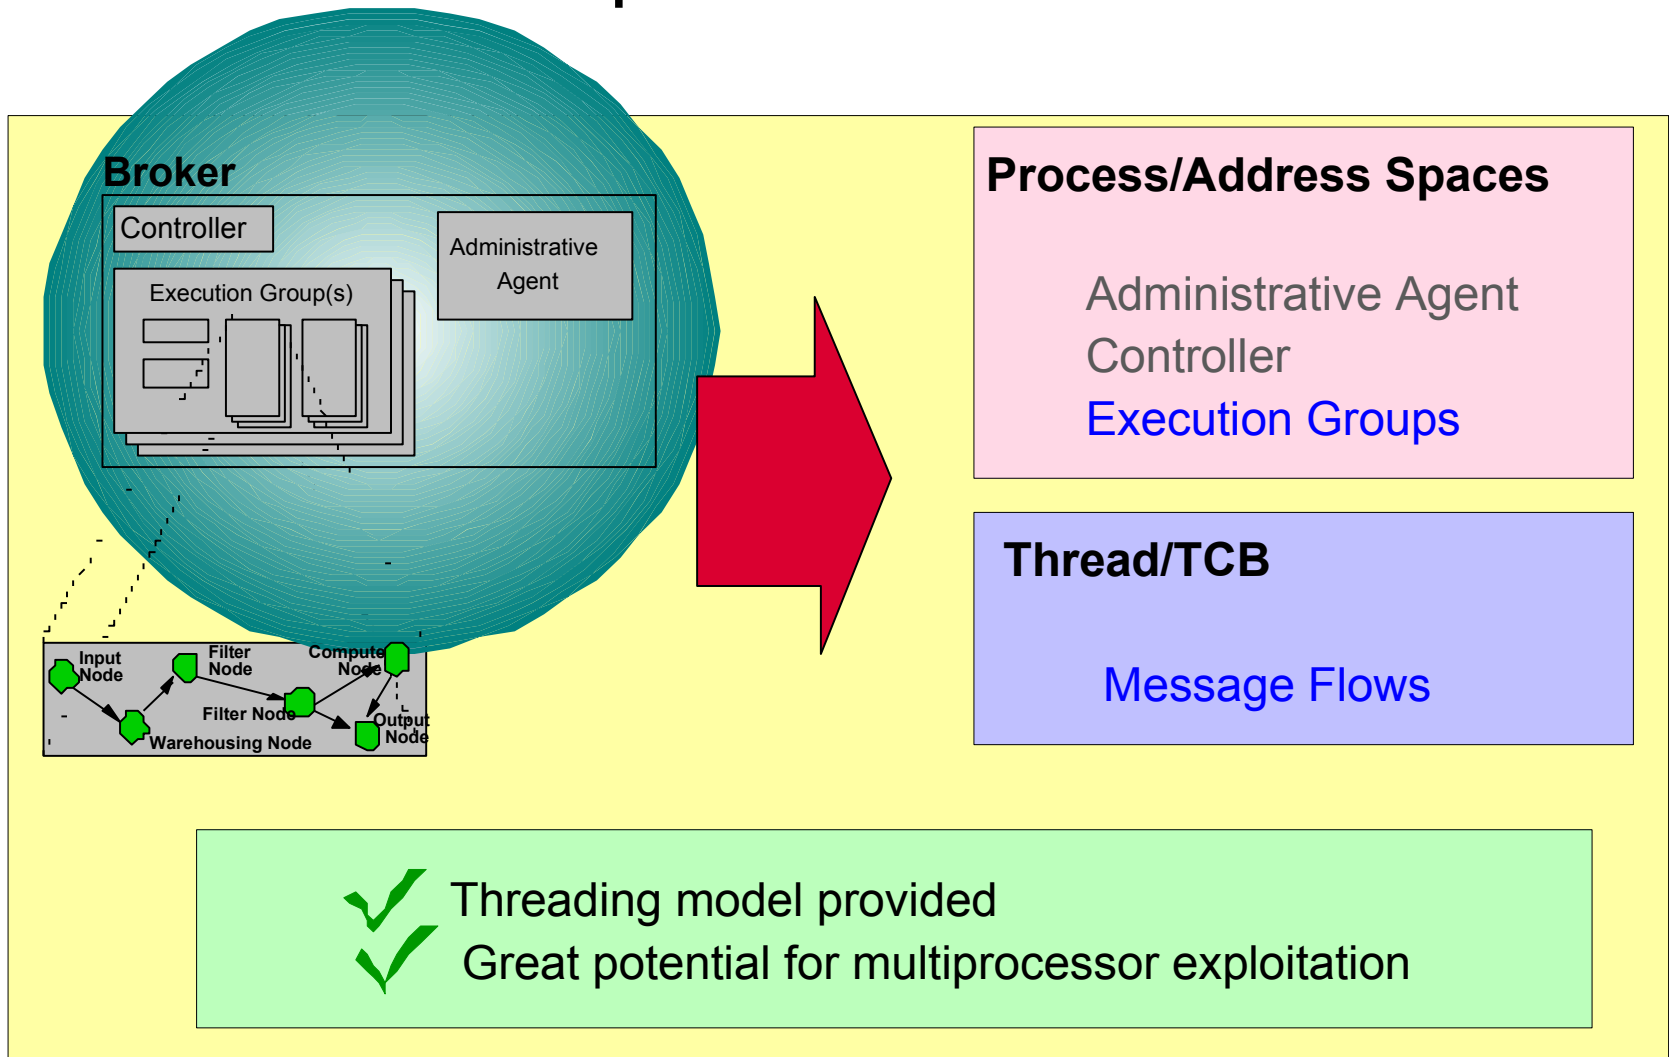 Broker
Controller
Administrative
Agent
Execution Group(s)
Input
Node
Filter
Node
Compute
Node
Filter Node
Output
Node
Warehousing Node
Process/Address Spaces
Administrative Agent
Controller
Execution Groups
Thread/TCB
Message Flows
Threading model provided
Great potential for multiprocessor exploitation